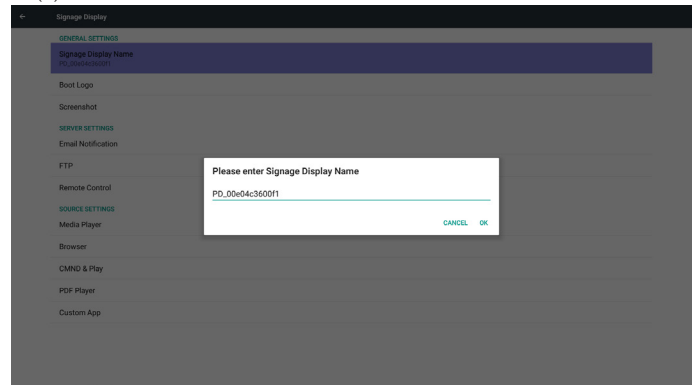 Signage Display
GENERAL SETTINGS
Signage Display Name
PD_00e04c3600f1
Boot Logo
Screenshot
SERVER SETTINGS
Email Notification
FTP
Remote Control
SOURCE SETTINGS
Media Player
Browser
CMND & Play
PDF Player
Custom App
Please enter Signage Display Name
PD_00e04c3600f1
CANCEL OK